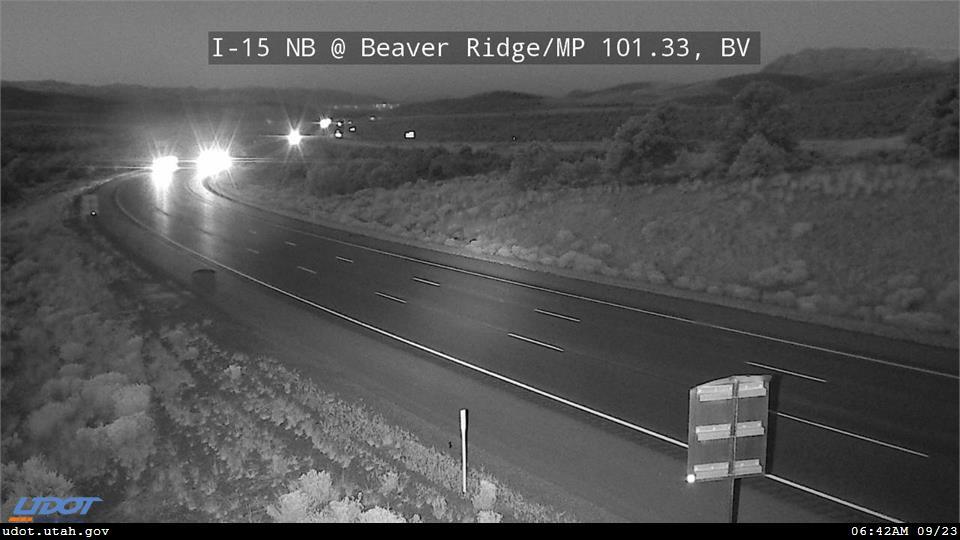 I-15 NB @ Beaver Ridge/MP 101.33, BV
UDOT
udot.utah.gov 06:42AM 09/23